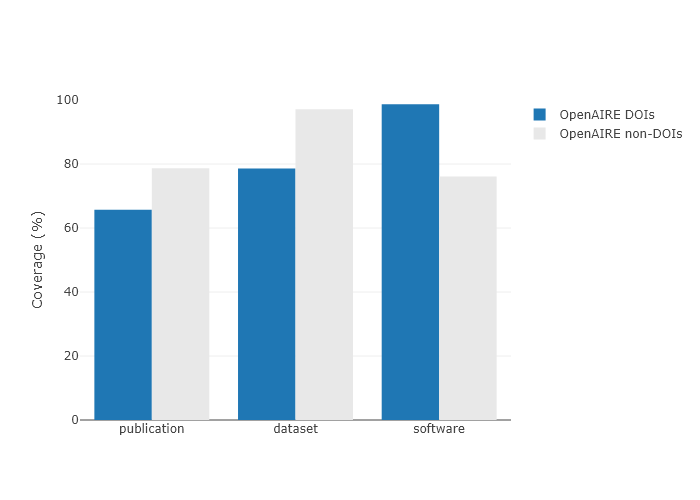 100
80
60
40
20
0
Coverage (%)
publication
dataset
software
OpenAIRE DOIs
OpenAIRE non-DOIs